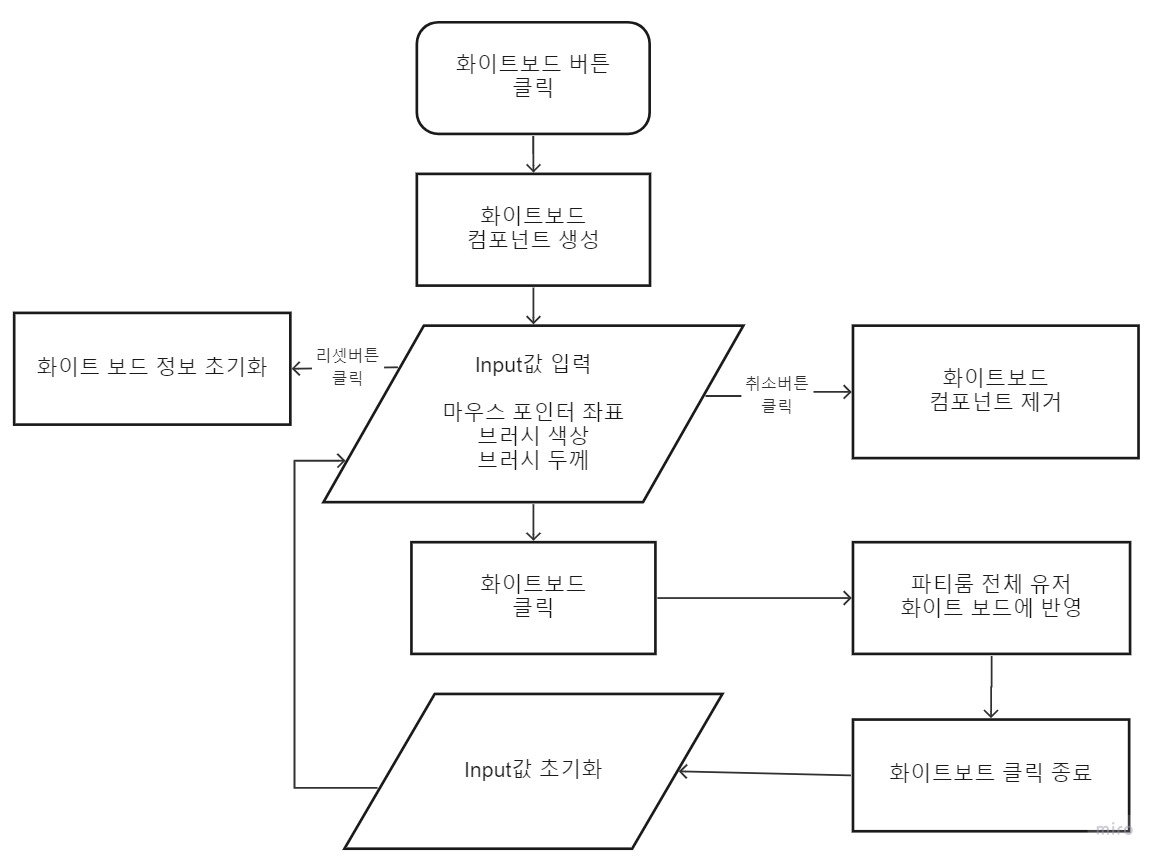 화이트보드 버튼
클릭
화이트보드
컴포넌트 생성
화이트 보드 정보 초기화
리셋버튼
클릭
Input값 입력
마우스 포인터 좌표
브러시 색상
브러시 두께
취소버튼
클릭
화이트보드
컴포넌트 제거
화이트보드
클릭
파티룸 전체 유저
화이트 보드에 반영
Input값 초기화
화이트보트 클릭 종료
miro